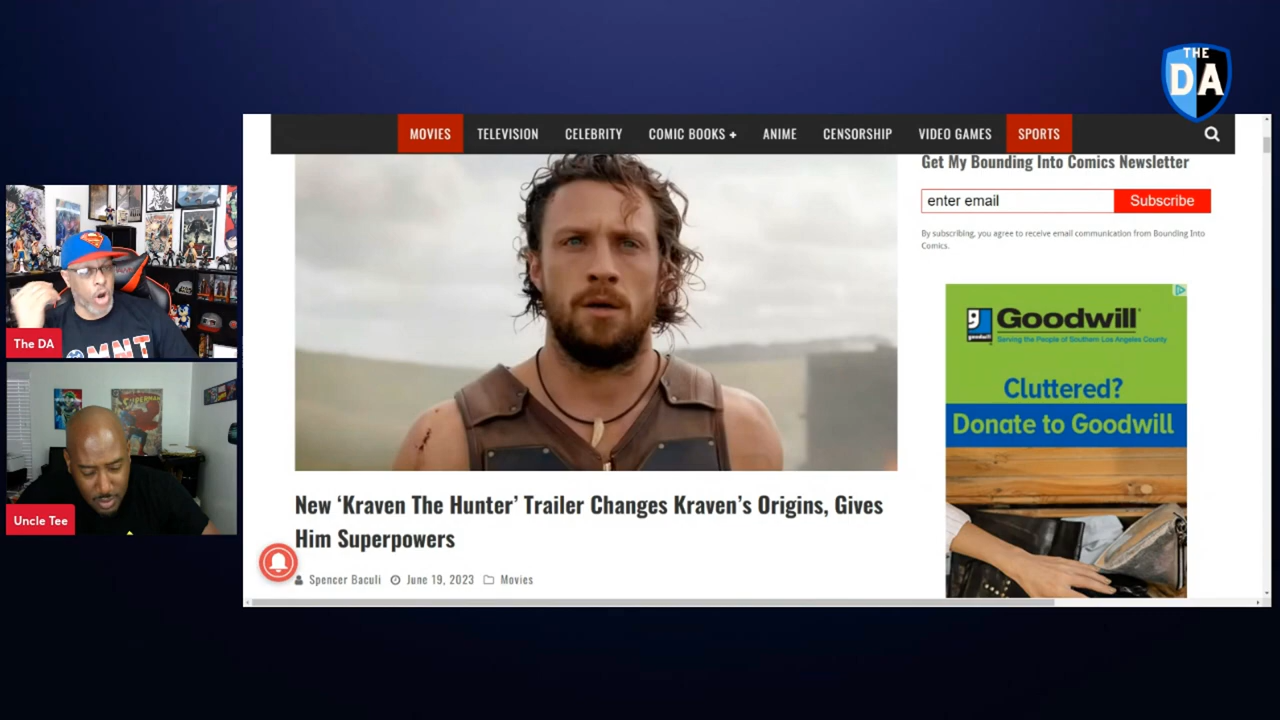 THE
DA
MOVIES
TELEVISION
CELEBRITY
COMIC BOOKS +
ANIME
CENSORSHIP
VIDEO GAMES
SPORTS
Get My Bounding Into Comics Newsletter
enter email
Subscribe
By subscribing, you agree to receive email communication from Bounding Into
Comics.
g
goodwill
Goodwill
Serving the People of Southern Los Angeles County
Cluttered?
Donate to Goodwill
MNT
The DA
SUPERMAN
Uncle Tee
New ‘Kraven The Hunter’ Trailer Changes Kraven’s Origins, Gives
Him Superpowers
Spencer Baculi
June 19, 2023
Movies